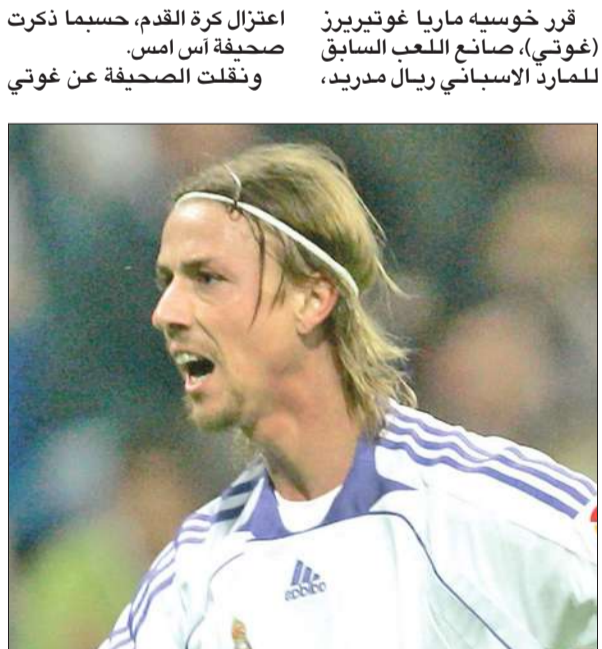 قرر خوسيه ماريا غوتيريرز
(غوتي)، صانع اللعب السابق
للمارد الاسباني ريال مدريد،
اعتزال كرة القدم، حسبما ذكرت
صحيفة آس امس.
ونقلت الصحيفة عن غوتي
adidas